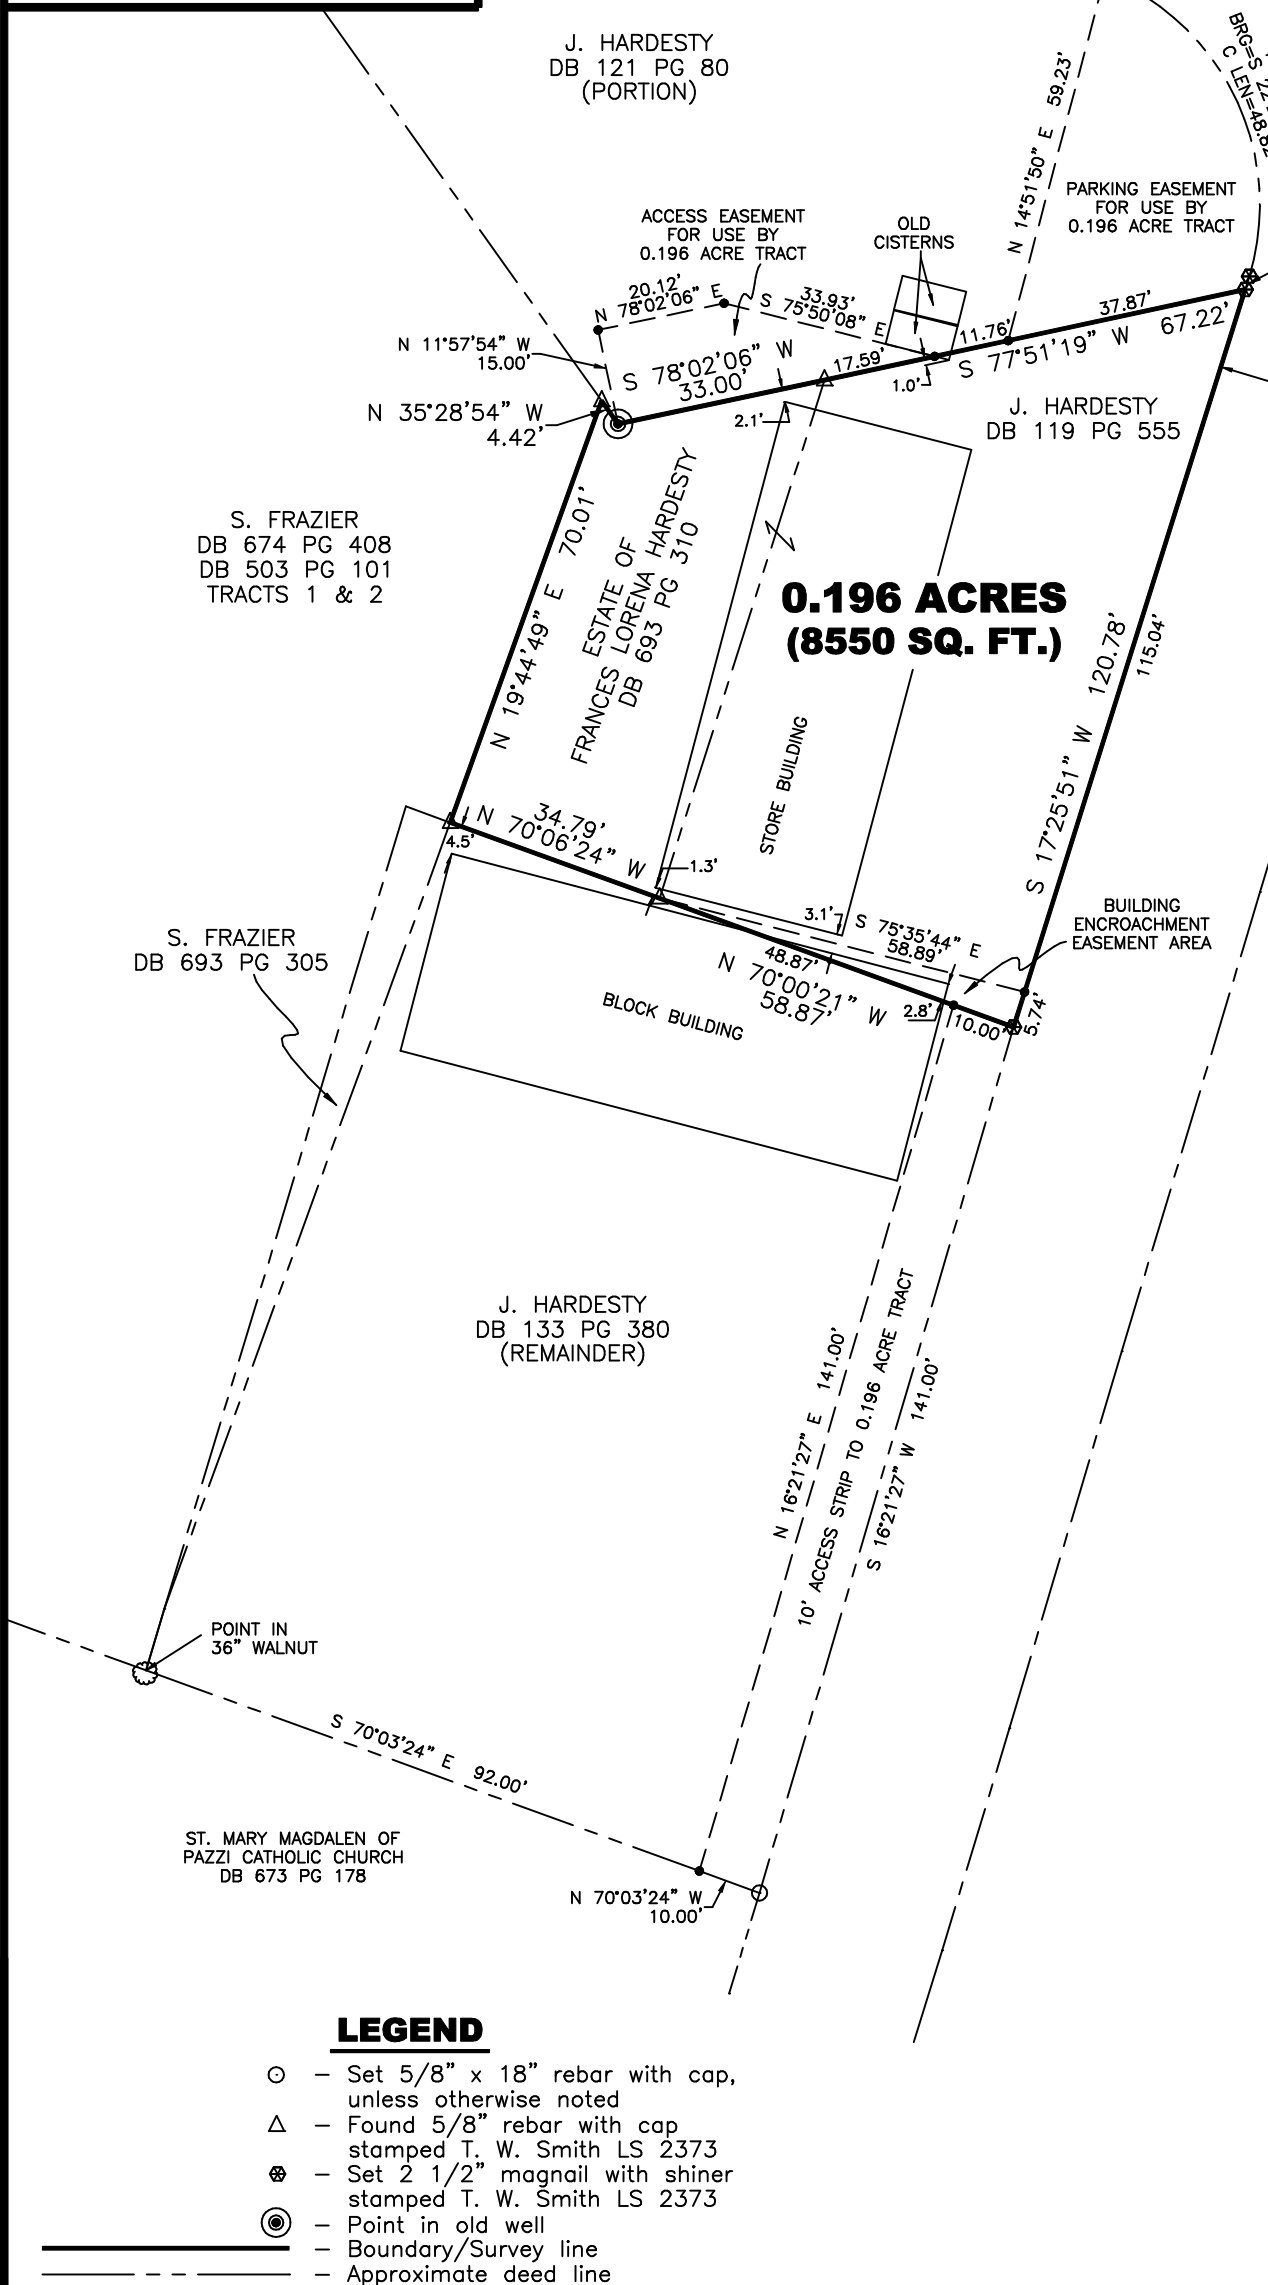 J. HARDESTY
DB 121 PG 80
(PORTION)
N 14°51'50" E 59.23'
BRG=S 22
C LEN=48.82
PARKING EASEMENT
FOR USE BY
0.196 ACRE TRACT
ACCESS EASEMENT
FOR USE BY
0.196 ACRE TRACT
OLD
CISTERNS
20.12'
N 78°02'06" E
33.93'
S 75°50'08" E
N 11°57'54" W
15.00'
S 78°02'06" W
33.00'
17.59'
11.76'
37.87'
S 77°51'19" W 67.22'
1.0'
2.1'
N 35°28'54" W
4.42'
J. HARDESTY
DB 119 PG 555
S. FRAZIER
DB 674 PG 408
DB 503 PG 101
TRACTS 1 & 2
N 19°44'49" E 70.01'
ESTATE OF
FRANCES LORENA HARDESTY
DB 693 PG 310
0.196 ACRES
(8550 SQ. FT.)
S 17°25'51" W 120.78'
115.04'
STORE BUILDING
34.79'
N 70°06'24" W
4.5'
1.3'
3.1'
S 75°35'44" E
58.89'
BUILDING
ENCROACHMENT
EASEMENT AREA
S. FRAZIER
DB 693 PG 305
48.87'
N 70°00'21" W
58.87'
2.8'
10.00'
5.74'
BLOCK BUILDING
J. HARDESTY
DB 133 PG 380
(REMAINDER)
N 16°21'27" E 141.00'
10' ACCESS STRIP TO 0.196 ACRE TRACT
S 16°21'27" W 141.00'
POINT IN
36" WALNUT
S 70°03'24" E 92.00'
ST. MARY MAGDALEN OF
PAZZI CATHOLIC CHURCH
DB 673 PG 178
N 70°03'24" W
10.00'
LEGEND
– Set 5/8" x 18" rebar with cap,
unless otherwise noted
– Found 5/8" rebar with cap
stamped T. W. Smith LS 2373
– Set 2 1/2" magnail with shiner
stamped T. W. Smith LS 2373
– Point in old well
– Boundary/Survey line
– Approximate deed line